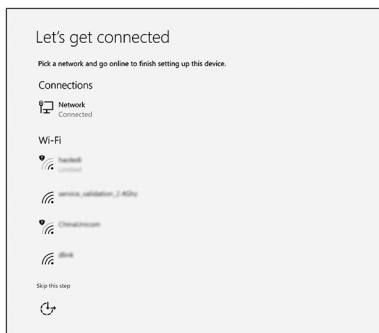 Let's get connected
Pick a network and go online to finish setting up this device.
Connections
Network
Connected
Wi-Fi
Limited
service_validation_2.4Ghz
ChinaUnicom
dlink
Skip this step